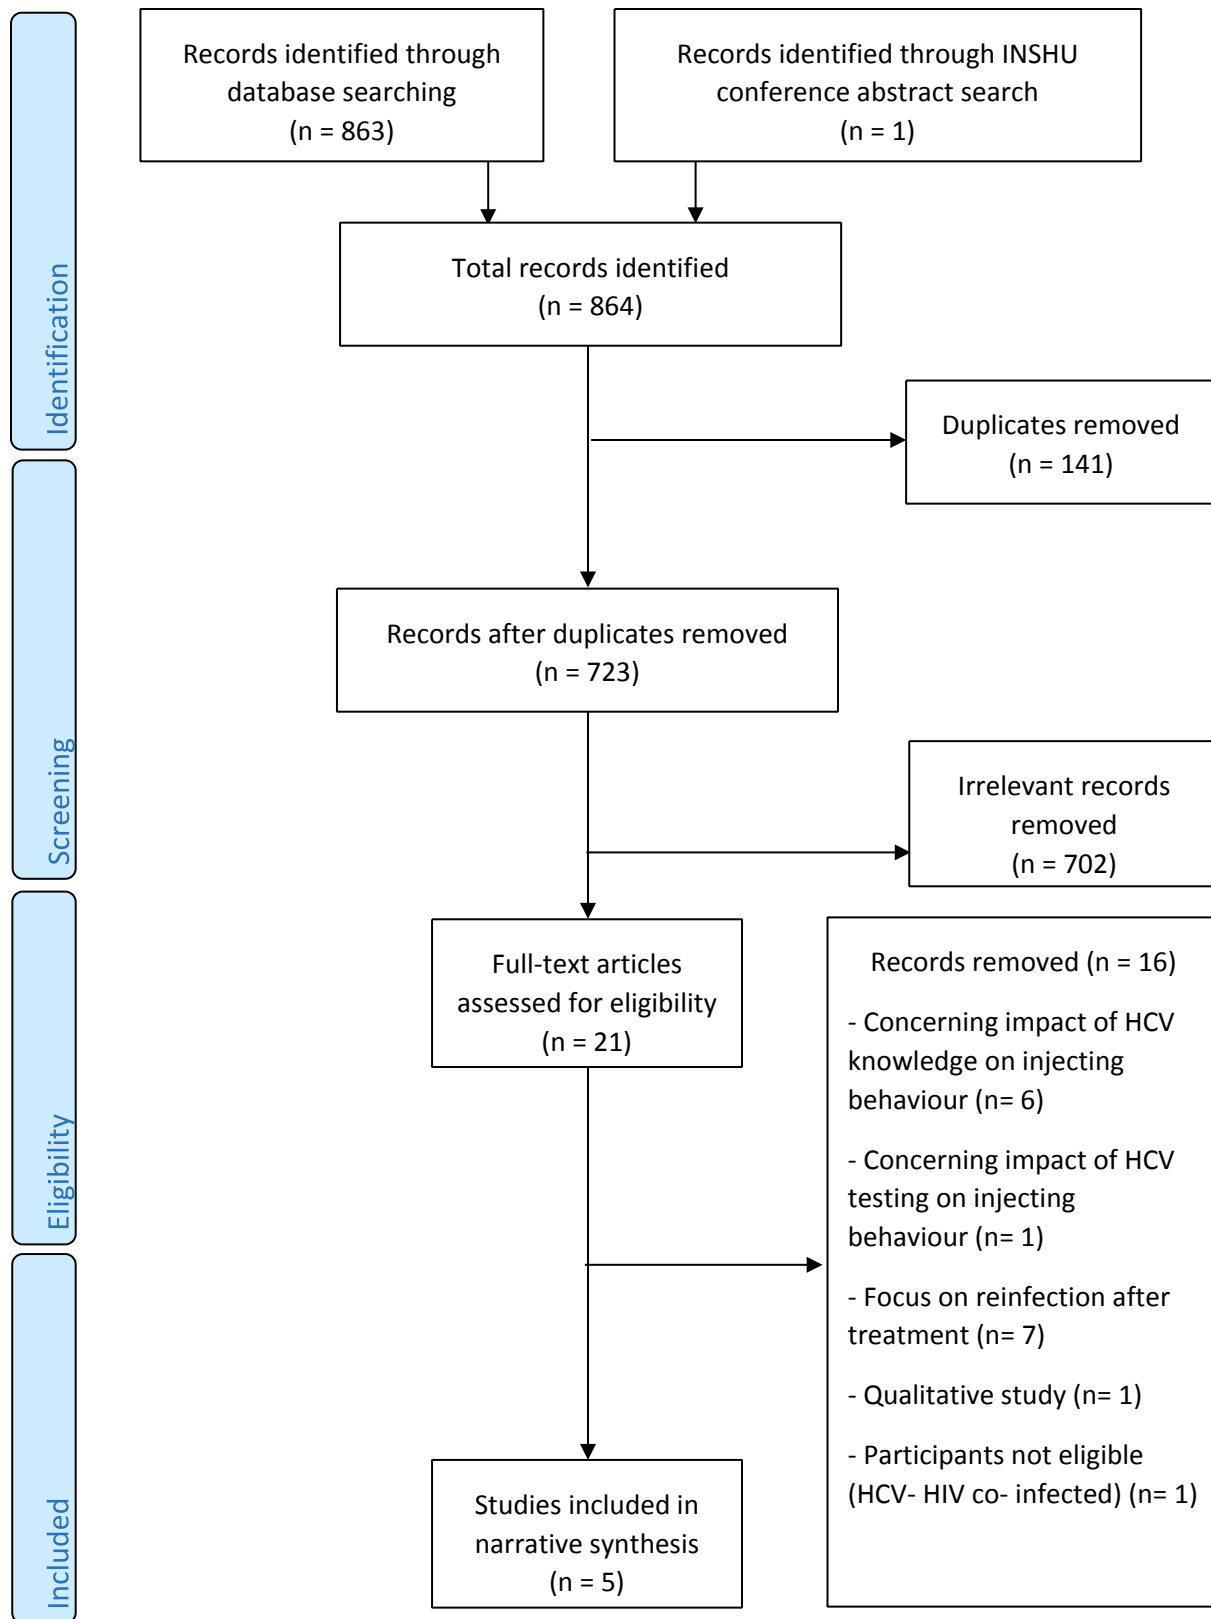 Records identified through
database searching
(n = 863)
Records identified through INSHU
conference abstract search
(n = 1)
Total records identified
(n = 864)
Identification
Duplicates removed
(n = 141)
Records after duplicates removed
(n = 723)
Screening
Irrelevant records
removed
(n = 702)
Full-text articles
assessed for eligibility
(n = 21)
Eligibility
Records removed (n = 16)
- Concerning impact of HCV
knowledge on injecting
behaviour (n= 6)
- Concerning impact of HCV
testing on injecting
behaviour (n= 1)
- Focus on reinfection after
treatment (n= 7)
- Qualitative study (n= 1)
- Participants not eligible
(HCV- HIV co- infected) (n= 1)
Included
Studies included in
narrative synthesis
(n = 5)